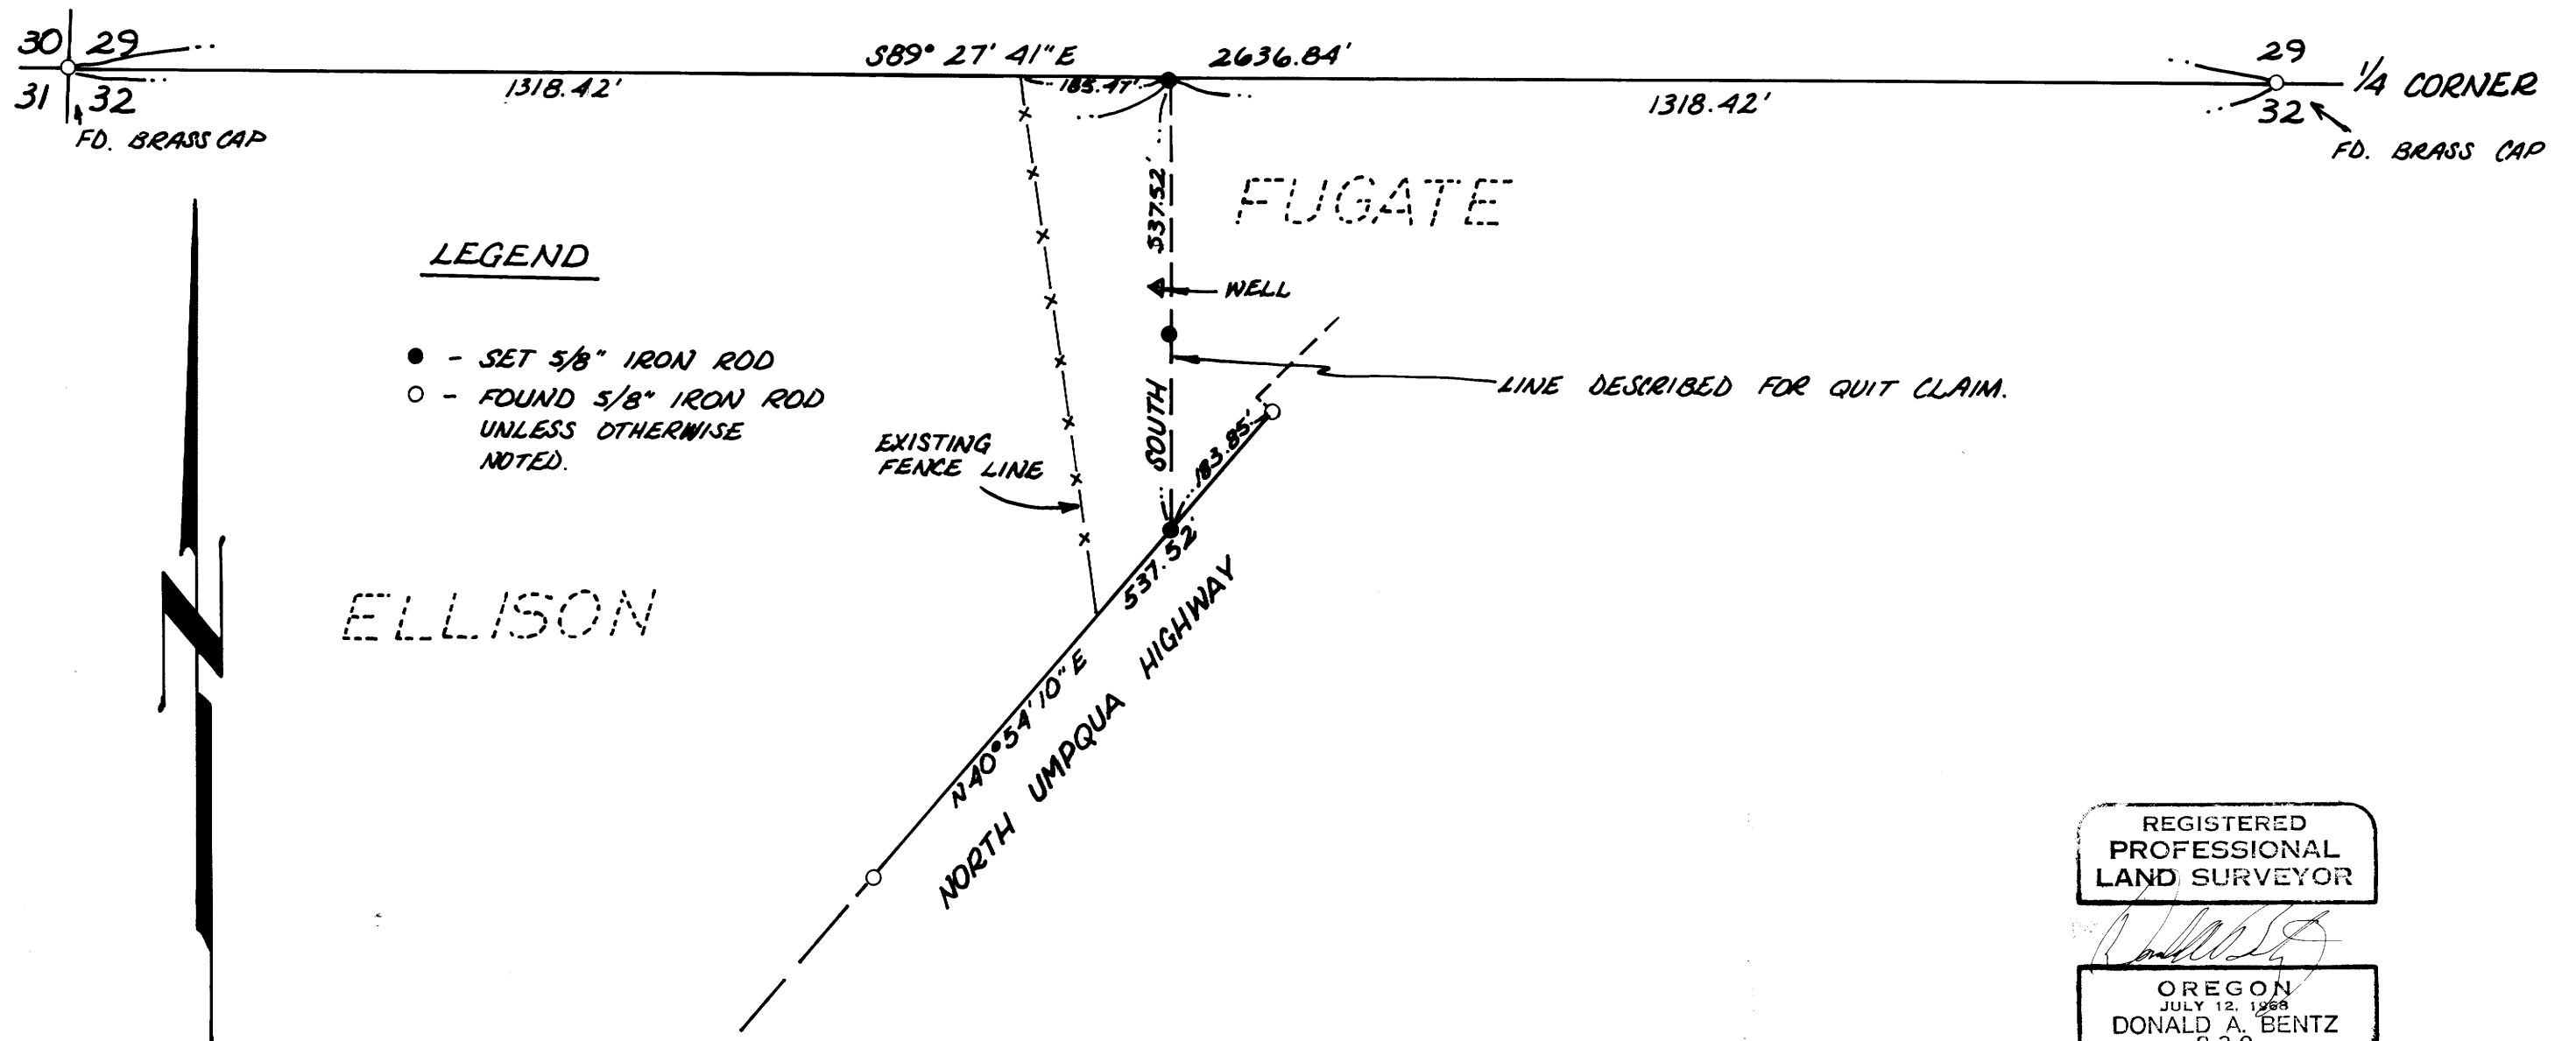 30 29
31 32
FD. BRASS CAP
S89° 27' 41" E 2636.84'
1318.42'
185.47'
1318.42'
29
32
1/4 CORNER
FD. BRASS CAP
537.52'
FUGATE
WELL
LEGEND
● - SET 5/8" IRON ROD
○ - FOUND 5/8" IRON ROD
UNLESS OTHERWISE
NOTED.
LINE DESCRIBED FOR QUIT CLAIM.
SOUTH
183.85'
EXISTING
FENCE LINE
537.52'
N 40° 54' 10" E
NORTH UMPQUA HIGHWAY
ELLISON
N
REGISTERED
PROFESSIONAL
LAND SURVEYOR
OREGON
JULY 12, 1968
DONALD A. BENTZ